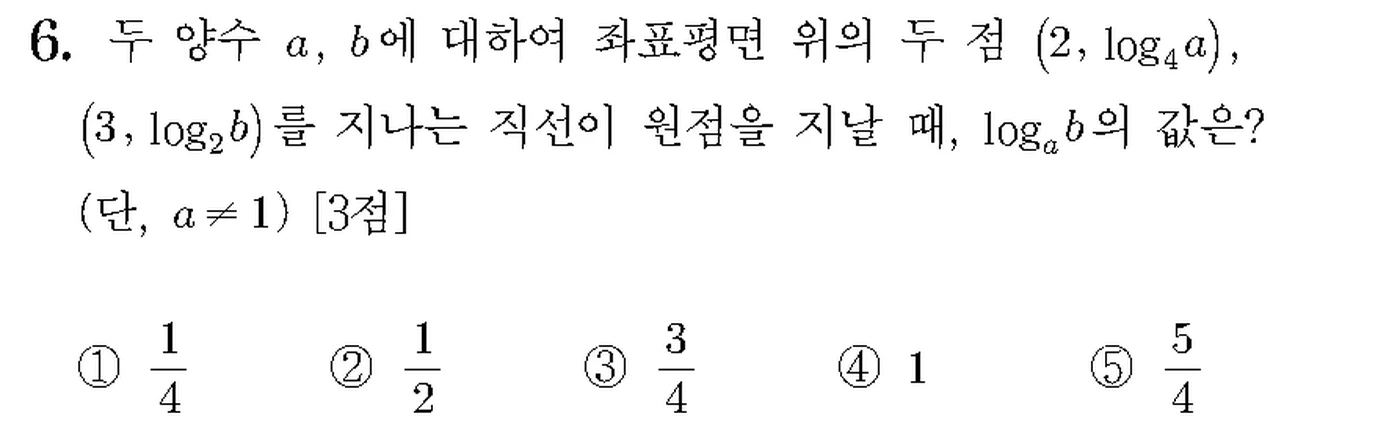 6. 두 양수 a, b에 대하여 좌표평면 위의 두 점 (2, log₄a),
(3, log₂b)를 지나는 직선이 원점을 지날 때, logₐb의 값은?
(단, a≠1) [3점]
① 1/4 ② 1/2 ③ 3/4 ④ 1 ⑤ 5/4